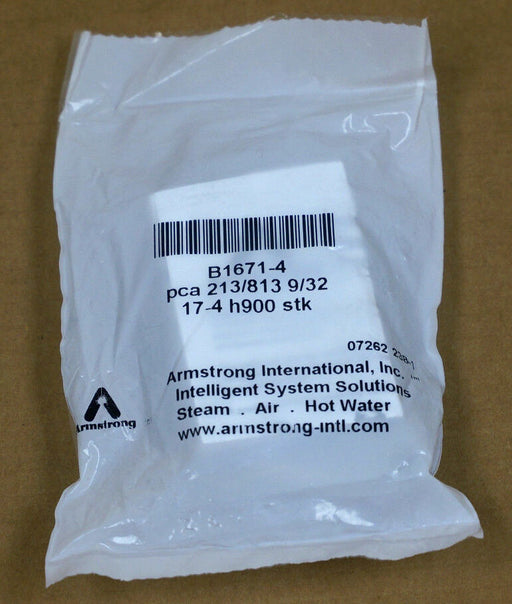 B1671-4
pca 213/813 9/32
17-4 h900 stk
07262
Armstrong International, Inc.
Intelligent System Solutions
Steam . Air . Hot Water
www.armstrong-intl.com
Armstrong